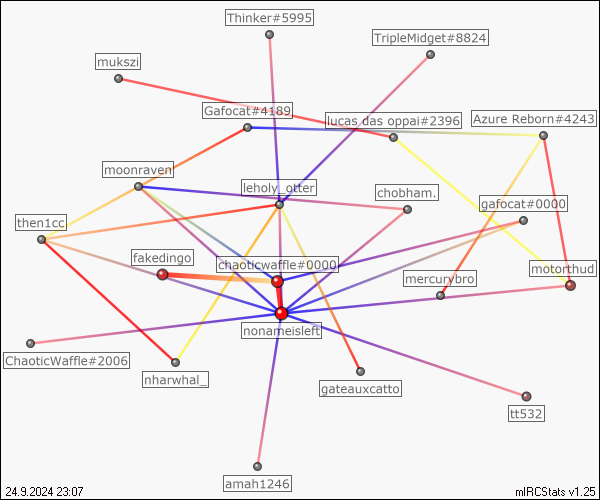 Thinker#5995
TripleMidget#8824
mukszi
Gafocat#4189
lucas das oppai#2396
Azure Reborn#4243
moonraven
leholy_otter
chobham.
gafocat#0000
then1cc
fakedingo
chaoticwaffle#0000
mercurybro
motorthud
nonameisleft
ChaoticWaffle#2006
nharwhal_
gateauxcatto
tt532
amah1246
24.9.2024 23:07
mIRCStats v1.25